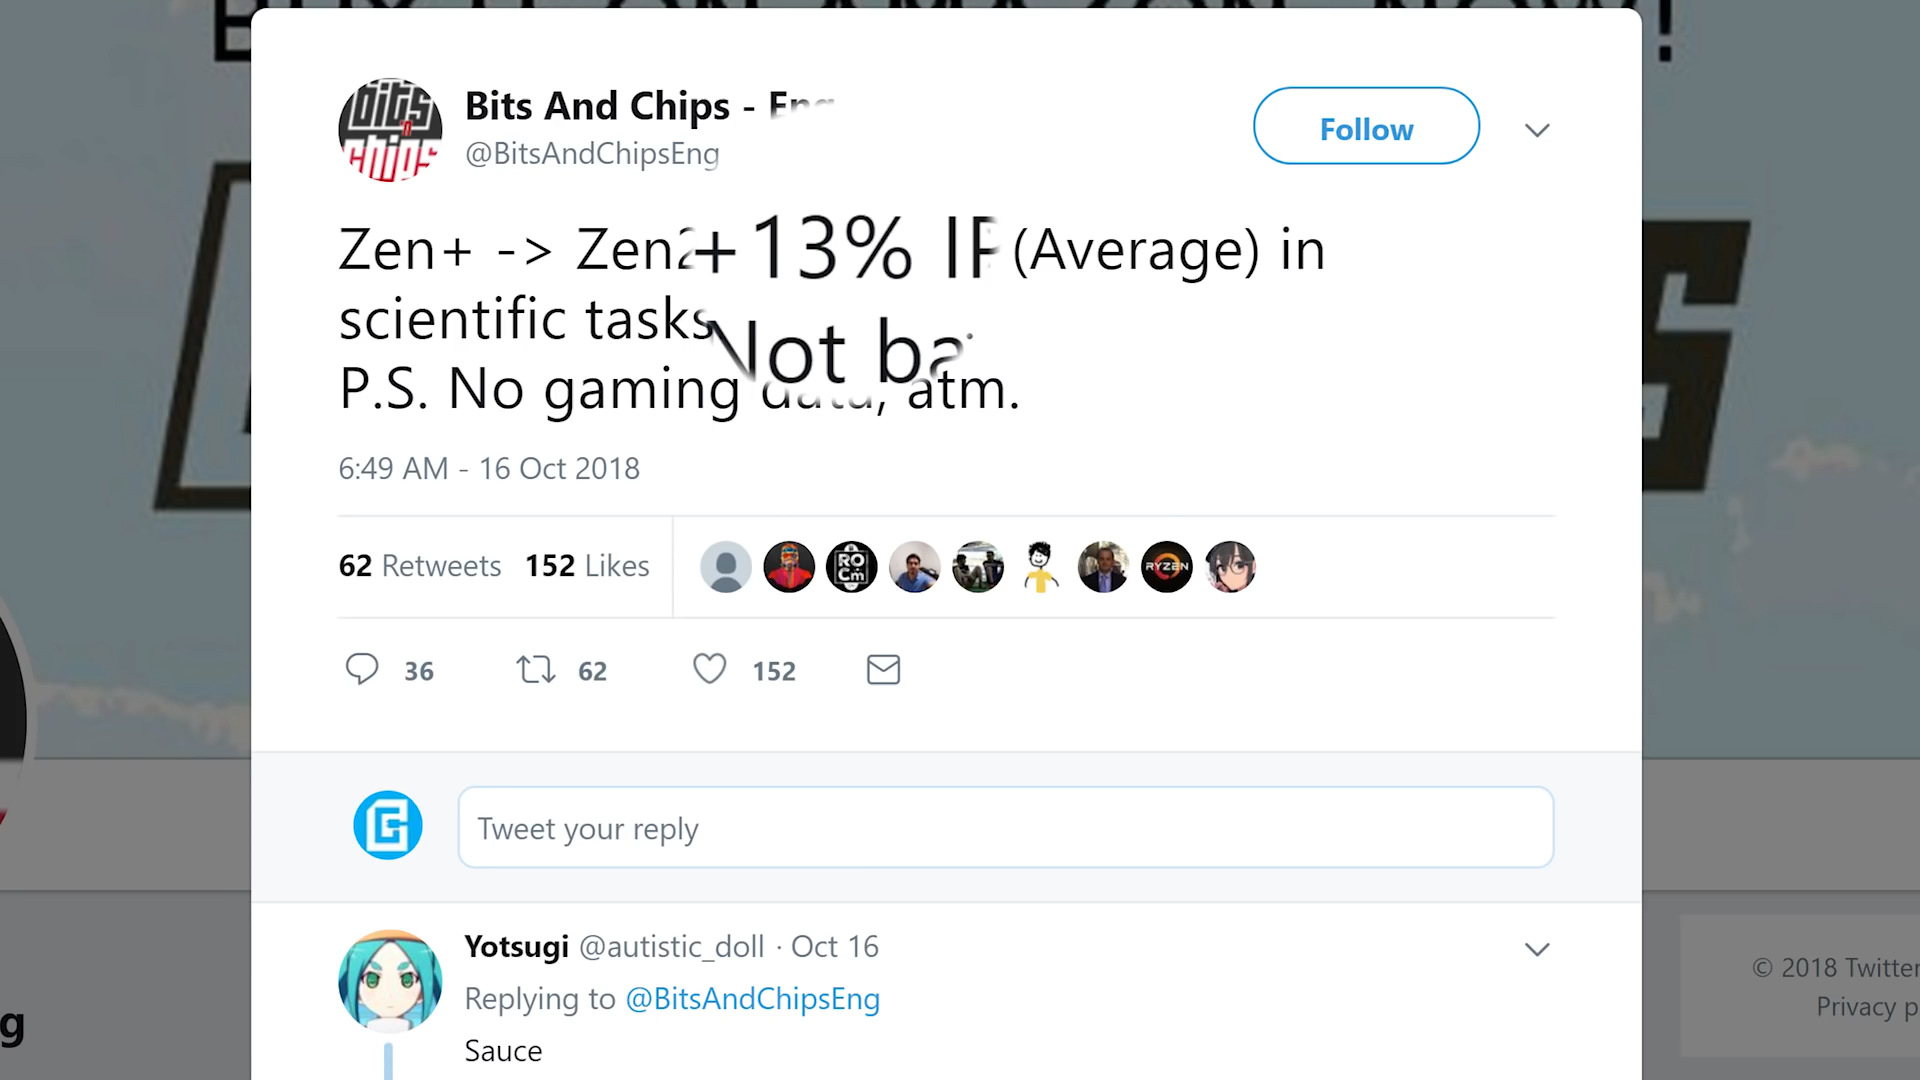 Bits And Chips - Eng
@BitsAndChipsEng
Follow
Zen+ -> Zen2 +13% (Average) in
scientific tasks. Not
P.S. No gaming data, atm.
6:49 AM - 16 Oct 2018
62 Retweets 152 Likes
36 62 152
Tweet your reply
Yotsugi @autistic_doll · Oct 16
Replying to @BitsAndChipsEng
Sauce
© 2018 Twitter
Privacy